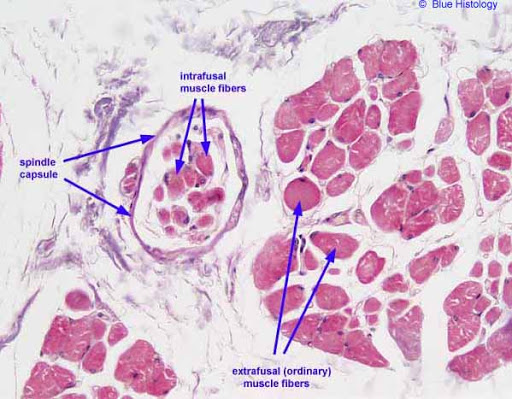 © Blue Histology
intrafusal
muscle fibers
spindle
capsule
extrafusal (ordinary)
muscle fibers